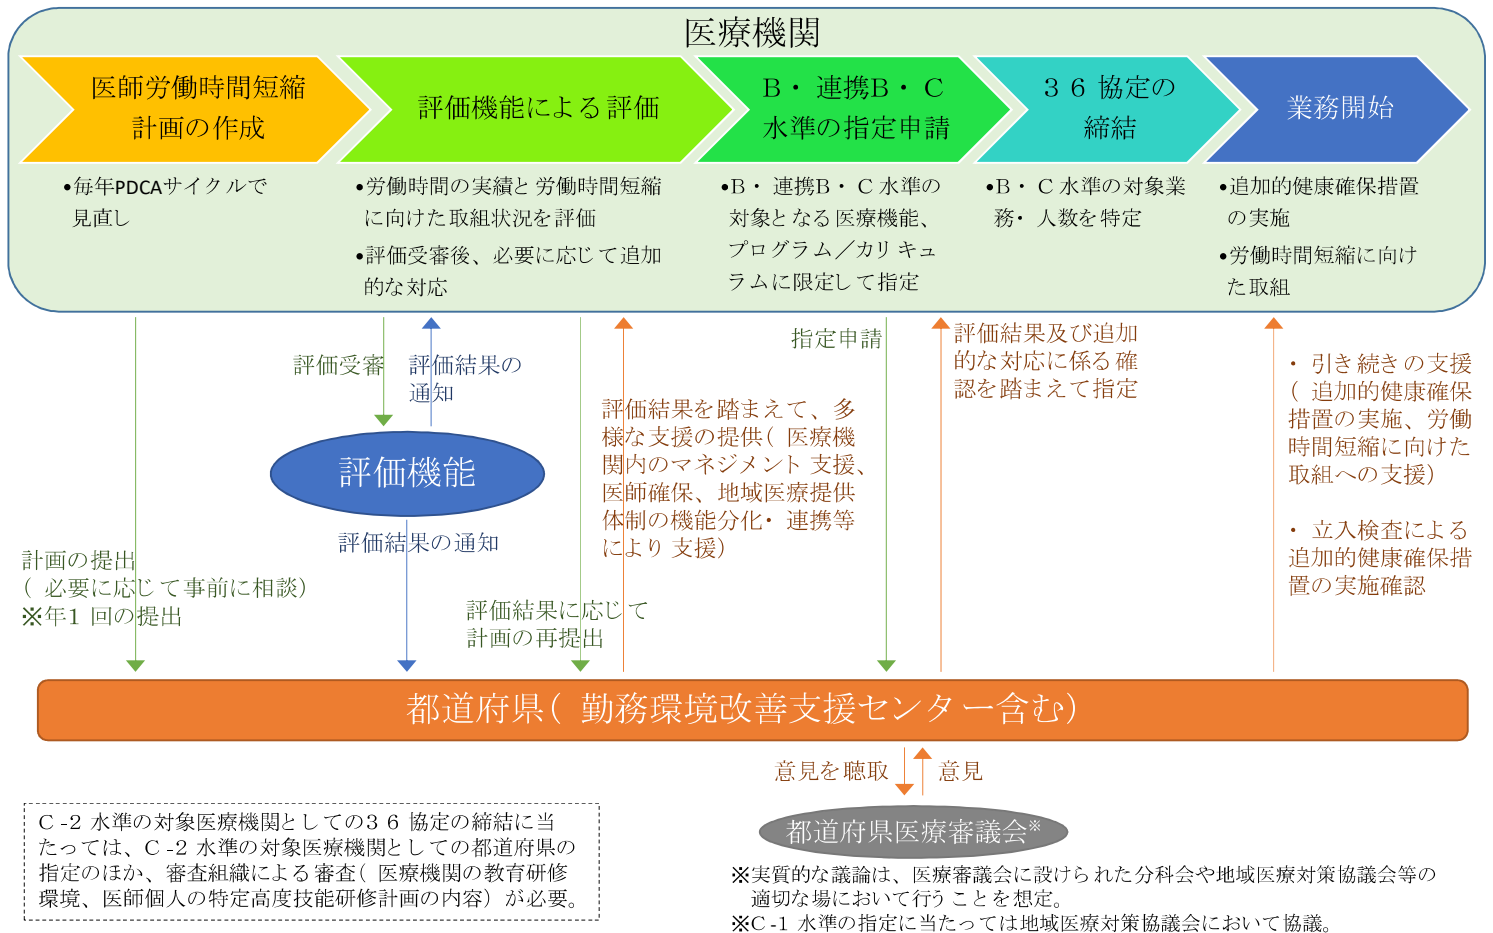 医療機関
医師労働時間短縮
計画の作成
評価機能による評価
B・連携B・C
水準の指定申請
３６協定の
締結
業務開始
•毎年PDCAサイクルで
見直し
•労働時間の実績と労働時間短縮
に向けた取組状況を評価
•評価受審後、必要に応じて追加
的な対応
•B・連携B・C水準の
対象となる医療機能、
プログラム／カリキュ
ラムに限定して指定
•B・C水準の対象業
務・人数を特定
•追加的健康確保措置
の実施
•労働時間短縮に向け
た取組
計画の提出
（必要に応じて事前に相談）
※年1回の提出
評価受審
評価結果の
通知
評価機能
評価結果の通知
評価結果に応じて
計画の再提出
評価結果を踏まえて、多
様な支援の提供（医療機
関内のマネジメント支援、
医師確保、地域医療提供
体制の機能分化・連携等
により支援）
指定申請
評価結果及び追加
的な対応に係る確
認を踏まえて指定
・引き続きの支援
（追加的健康確保
措置の実施、労働
時間短縮に向けた
取組への支援）
・立入検査による
追加的健康確保措
置の実施確認
都道府県（勤務環境改善支援センター含む）
意見を聴取
意見
都道府県医療審議会※
C-2水準の対象医療機関としての３６協定の締結に当
たっては、C-2水準の対象医療機関としての都道府県の
指定のほか、審査組織による審査（医療機関の教育研修
環境、医師個人の特定高度技能研修計画の内容）が必要。
※実質的な議論は、医療審議会に設けられた分科会や地域医療対策協議会等の
適切な場において行うことを想定。
※C-1水準の指定に当たっては地域医療対策協議会において協議。